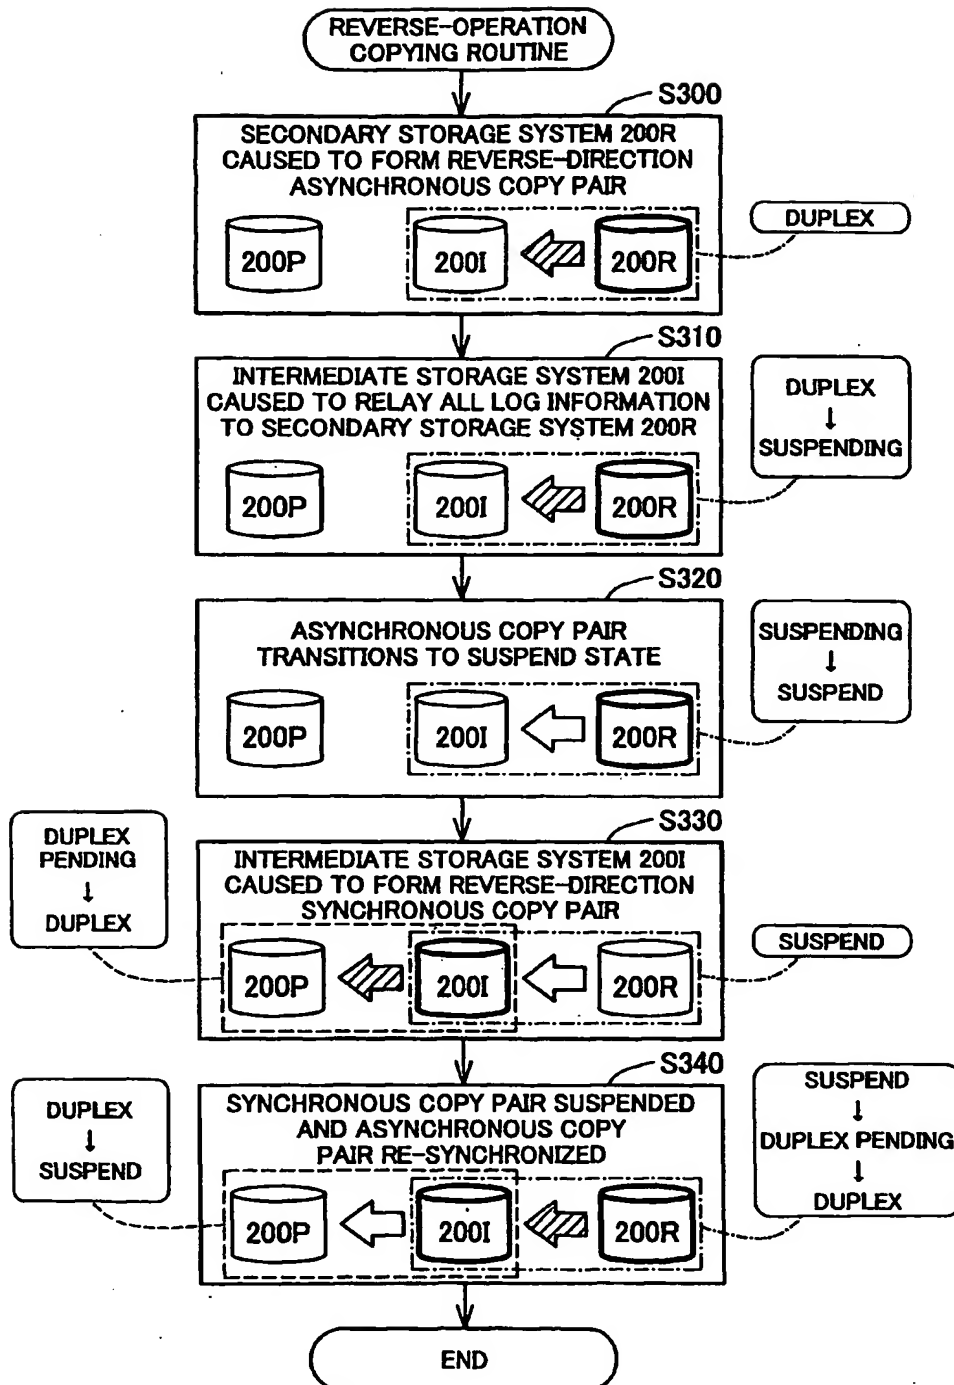 REVERSE-OPERATION
COPYING ROUTINE
S300
SECONDARY STORAGE SYSTEM 200R
CAUSED TO FORM REVERSE-DIRECTION
ASYNCHRONOUS COPY PAIR
200P
200I
200R
DUPLEX
S310
INTERMEDIATE STORAGE SYSTEM 200I
CAUSED TO RELAY ALL LOG INFORMATION
TO SECONDARY STORAGE SYSTEM 200R
200P
200I
200R
DUPLEX
↓
SUSPENDING
S320
ASYNCHRONOUS COPY PAIR
TRANSITIONS TO SUSPEND STATE
200P
200I
200R
SUSPENDING
↓
SUSPEND
S330
DUPLEX
PENDING
↓
DUPLEX
INTERMEDIATE STORAGE SYSTEM 200I
CAUSED TO FORM REVERSE-DIRECTION
SYNCHRONOUS COPY PAIR
200P
200I
200R
SUSPEND
S340
DUPLEX
↓
SUSPEND
SYNCHRONOUS COPY PAIR SUSPENDED
AND ASYNCHRONOUS COPY
PAIR RE-SYNCHRONIZED
200P
200I
200R
SUSPEND
↓
DUPLEX PENDING
↓
DUPLEX
END